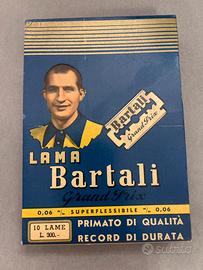 Bartali
Grand Prix
LAMA
Bartali
Grand Prix
0,06 m/m SUPERFLESSIBILE m/m 0,06
10 LAME
L. 300.-
PRIMATO DI QUALITÀ
RECORD DI DURATA
subito